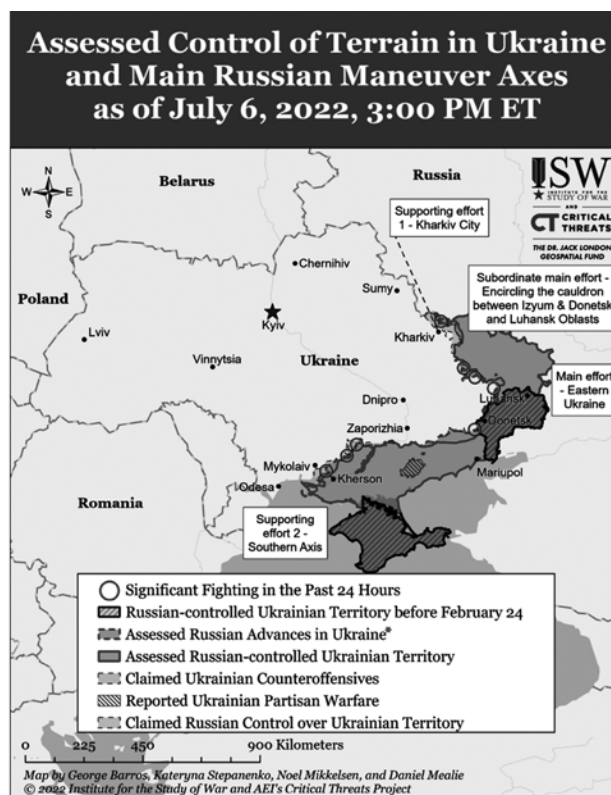 Assessed Control of Terrain in Ukraine
and Main Russian Maneuver Axes
as of July 6, 2022, 3:00 PM ET
N
W
E
S
Belarus
Russia
ISW
INSTITUTE FOR THE
STUDY OF WAR
AND
CT CRITICAL
THREATS
THE DR. JACK LONDON
GEOSPATIAL FUND
Supporting effort
1 - Kharkiv City
Chernihiv
Sumy
Subordinate main effort -
Encircling the cauldron
between Izyum & Donetsk
and Luhansk Oblasts
Poland
Kyiv
Kharkiv
Lviv
Ukraine
Vinnytsia
Main effort
- Eastern
Ukraine
Luhansk
Dnipro
Donetsk
Zaporizhia
Mykolaiv
Mariupol
Odesa
Kherson
Romania
Supporting
effort 2 -
Southern Axis
Significant Fighting in the Past 24 Hours
Russian-controlled Ukrainian Territory before February 24
Assessed Russian Advances in Ukraine*
Assessed Russian-controlled Ukrainian Territory
Claimed Ukrainian Counteroffensives
Reported Ukrainian Partisan Warfare
Claimed Russian Control over Ukrainian Territory
0 225 450 900 Kilometers
Map by George Barros, Kateryna Stepanenko, Noel Mikkelsen, and Daniel Mealie
© 2022 Institute for the Study of War and AEI's Critical Threats Project